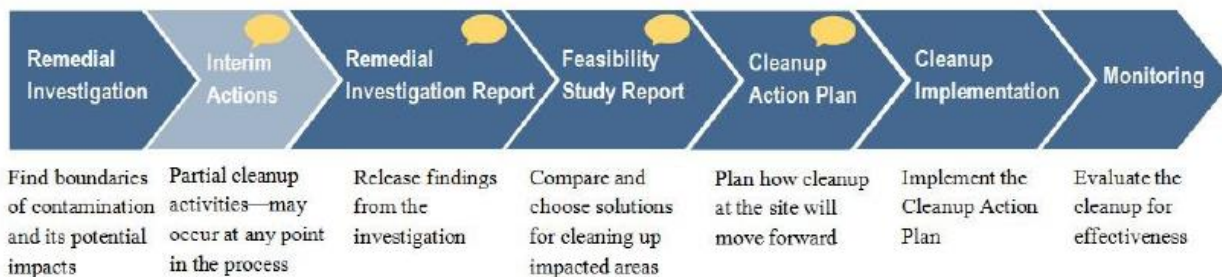 Remedial
Investigation
Interim
Actions
Remedial
Investigation Report
Feasibility
Study Report
Cleanup
Action Plan
Cleanup
Implementation
Monitoring
Find boundaries
of contamination
and its potential
impacts
Partial cleanup
activities—may
occur at any point
in the process
Release findings
from the
investigation
Compare and
choose solutions
for cleaning up
impacted areas
Plan how cleanup
at the site will
move forward
Implement the
Cleanup Action
Plan
Evaluate the
cleanup for
effectiveness